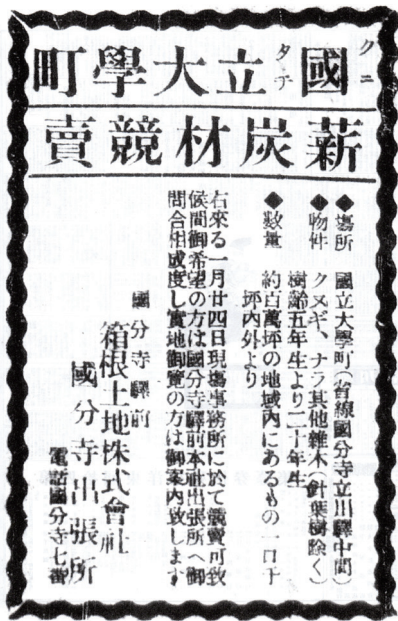 國クニ立タテ大學町
薪炭材競賣
◆場所 國立大學町(省線國分寺立川驛中間)
◆物件 クヌギ、ナラ其他雜木(針葉樹除く)
樹齡五年生より二十年生
◆數量 約百萬坪の地域内にあるもの一口千
坪内外より
右來る一月廿四日現場事務所に於て競賣可致
候間御希望の方は國分寺驛前本社出張所へ御
問合相成度し實地御覽の方は御案内致します
國分寺驛前
箱根土地株式會社
國分寺出張所
電話國分寺七番